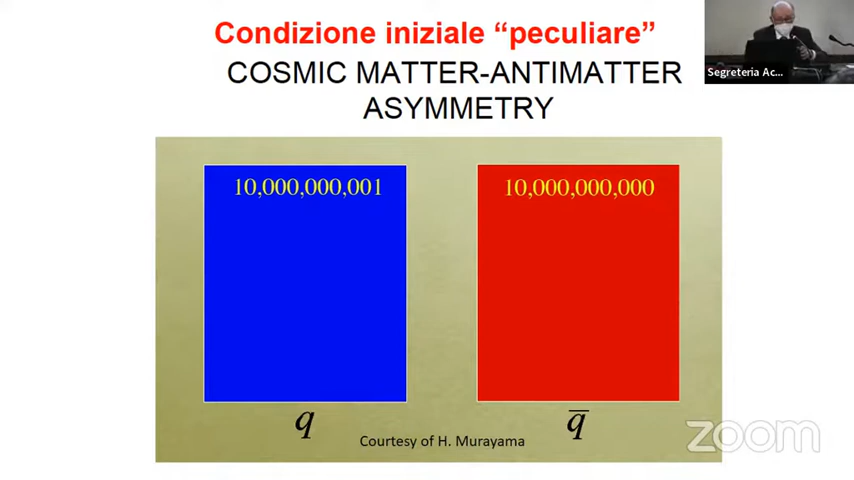 Condizione iniziale “peculiare”
COSMIC MATTER-ANTIMATTER
ASYMMETRY
Segreteria Ac...
10,000,000,001
10,000,000,000
q
q̅
Courtesy of H. Murayama
zoom